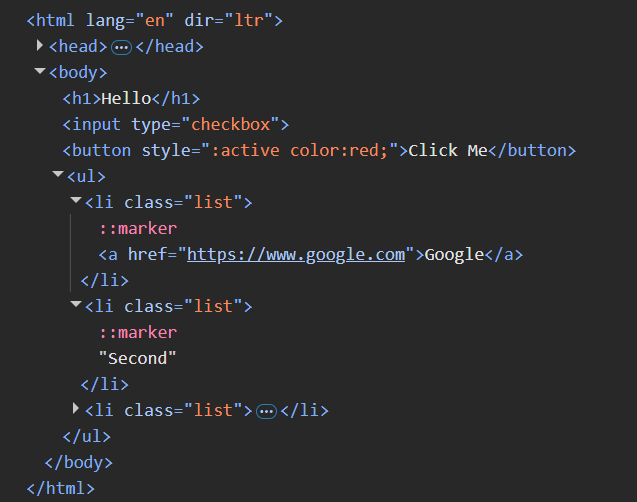 <html lang="en" dir="ltr">
<head>…</head>
<body>
<h1>Hello</h1>
<input type="checkbox">
<button style=":active color:red;">Click Me</button>
<ul>
<li class="list">
::marker
<a href="https://www.google.com">Google</a>
</li>
<li class="list">
::marker
"Second"
</li>
<li class="list">…</li>
</ul>
</body>
</html>